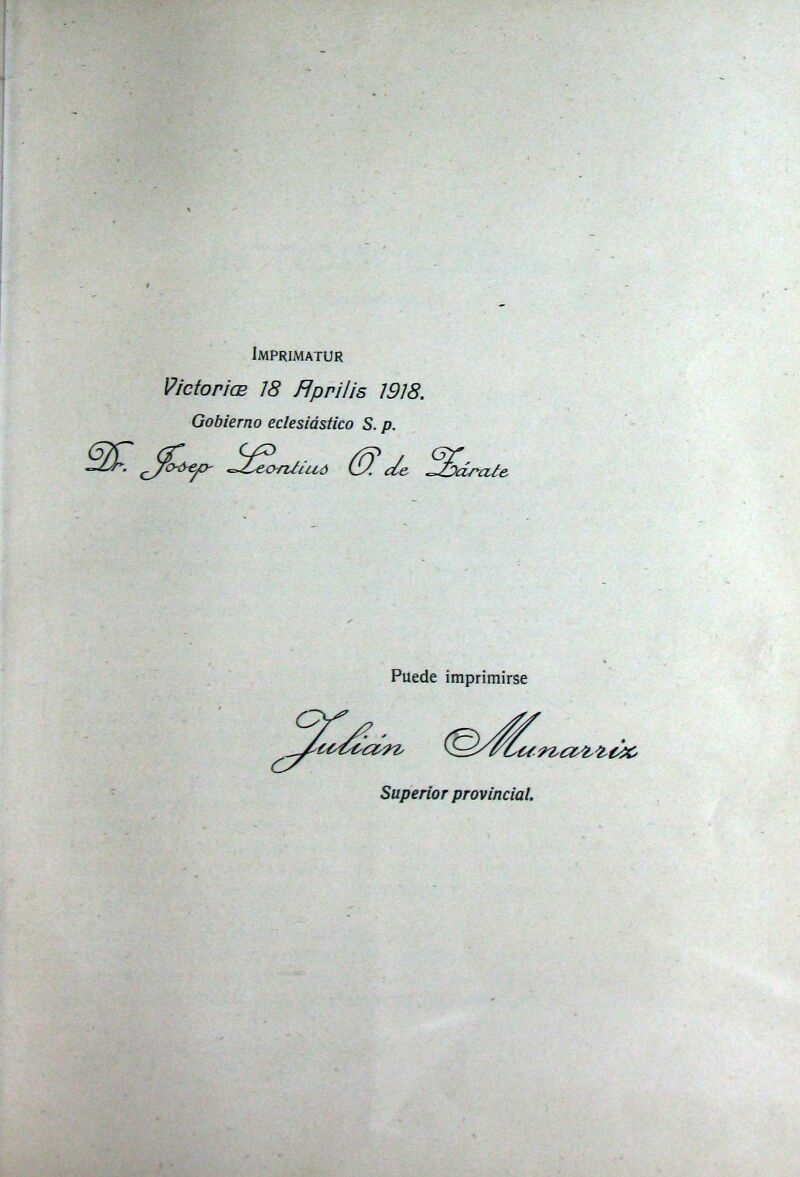 IMPRIMATUR
Victoriæ 18 Aprilis 1918.
Gobierno eclesiástico S. p.
Dr. Josep Leontius O. de Zárate
Puede imprimirse
Julián Munarriz
Superior provincial.